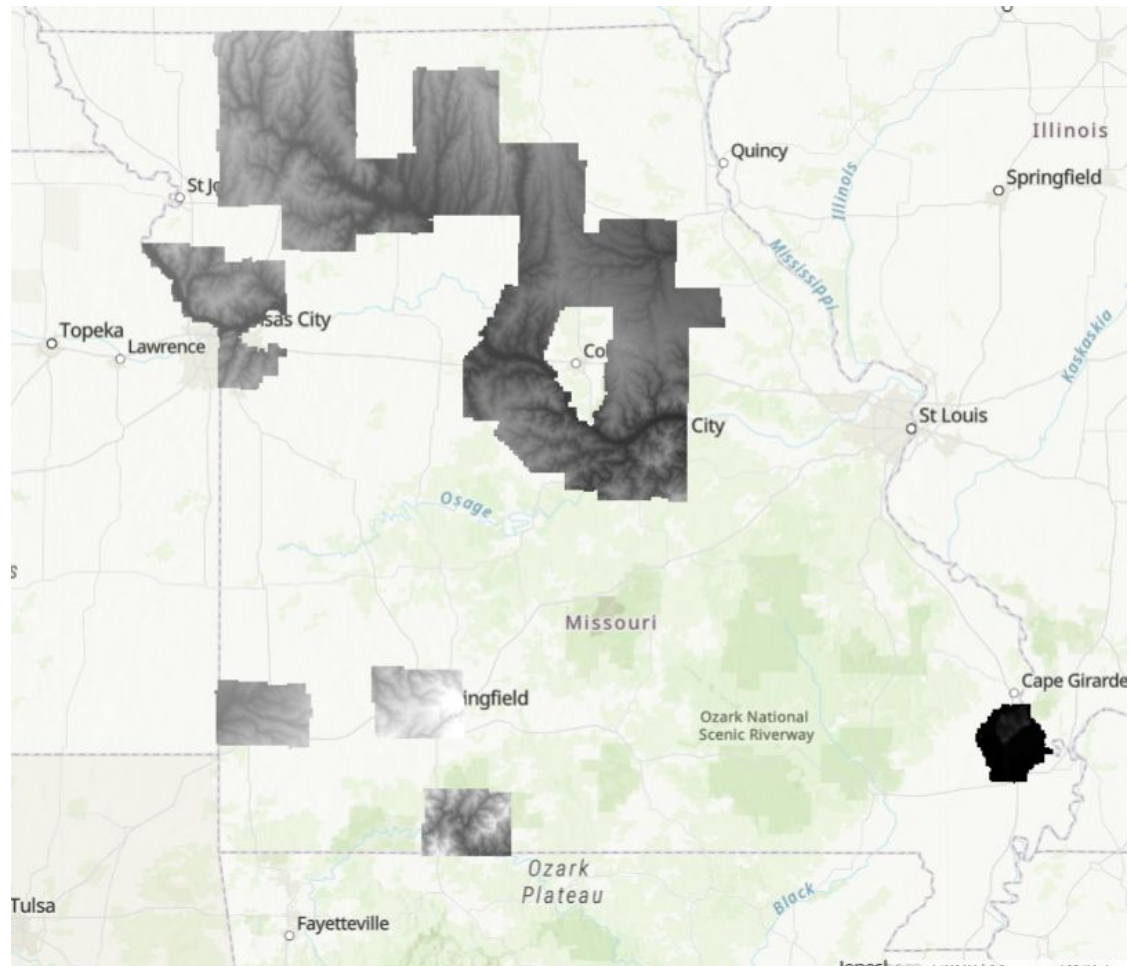 Illinois
Quincy
Springfield
Illinois
St Jo
Mississippi
sas City
Topeka
Lawrence
Kaskaskia
Co
St Louis
City
Osage
s
Missouri
Cape Girarde
ingfield
Ozark National
Scenic Riverway
Ozark
Plateau
Black
Tulsa
Fayetteville